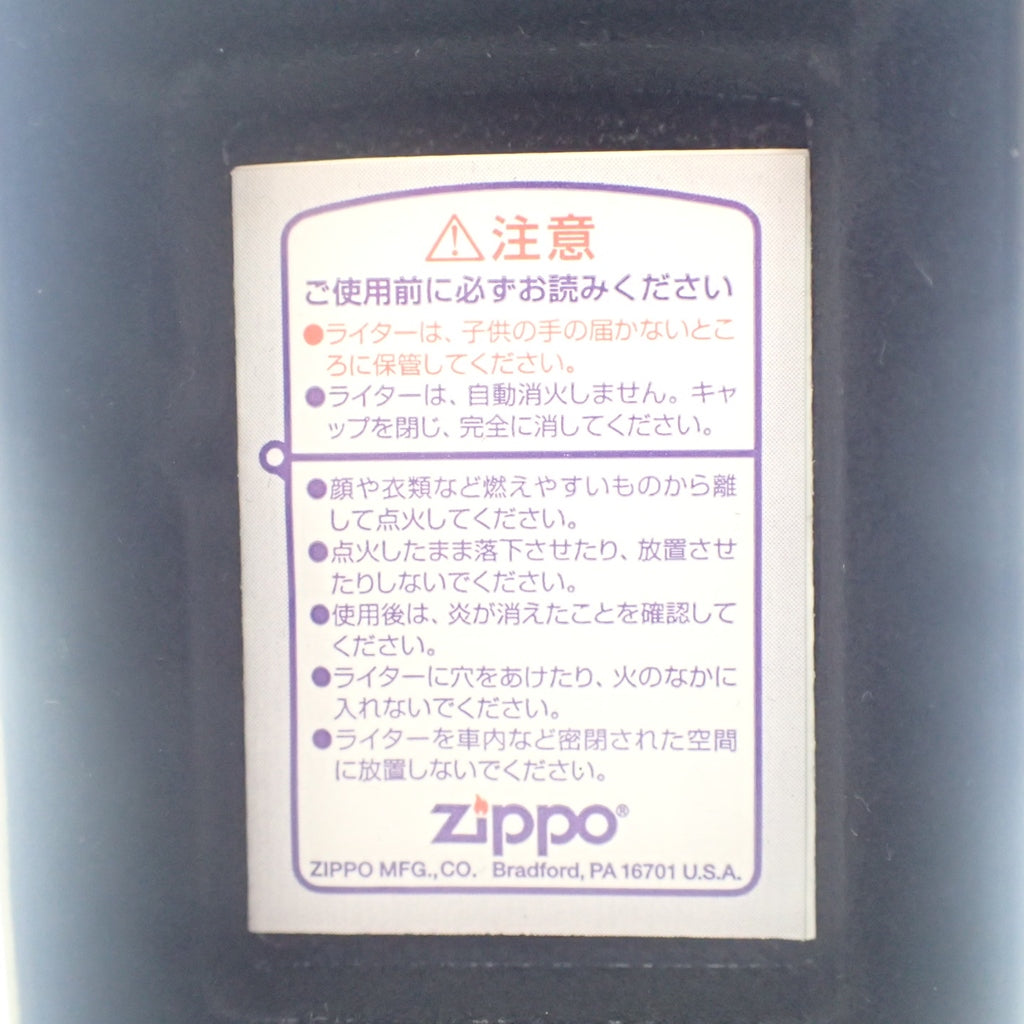 注意
ご使用前に必ずお読みください
●ライターは、子供の手の届かないとこ
ろに保管してください。
●ライターは、自動消火しません。キャ
ップを閉じ、完全に消してください。
●顔や衣類など燃えやすいものから離
して点火してください。
●点火したまま落下させたり、放置させ
たりしないでください。
●使用後は、炎が消えたことを確認して
ください。
●ライターに穴をあけたり、火のなかに
入れないでください。
●ライターを車内など密閉された空間
に放置しないでください。
Zippo®
ZIPPO MFG.,CO. Bradford, PA 16701 U.S.A.